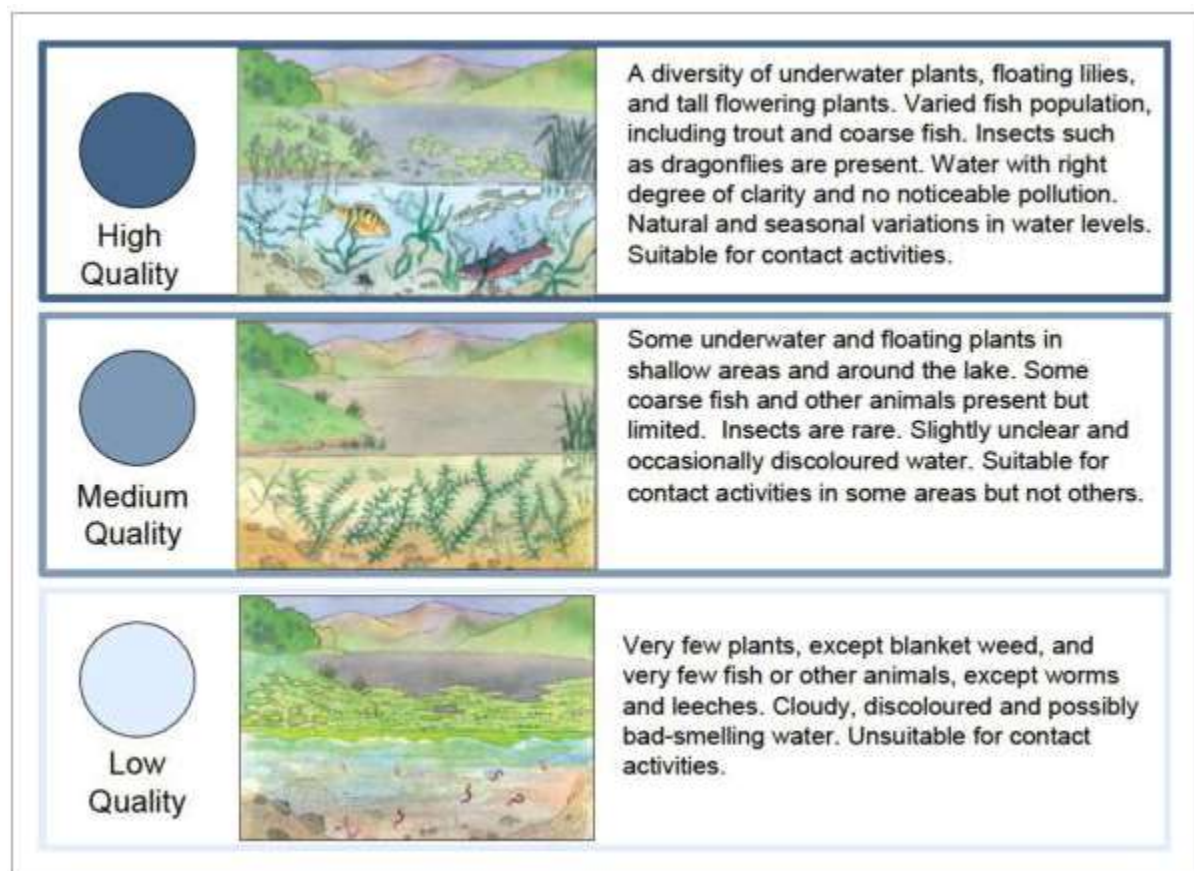 High
Quality
A diversity of underwater plants, floating lilies,
and tall flowering plants. Varied fish population,
including trout and coarse fish. Insects such
as dragonflies are present. Water with right
degree of clarity and no noticeable pollution.
Natural and seasonal variations in water levels.
Suitable for contact activities.
Medium
Quality
Some underwater and floating plants in
shallow areas and around the lake. Some
coarse fish and other animals present but
limited.  Insects are rare. Slightly unclear and
occasionally discoloured water. Suitable for
contact activities in some areas but not others.
Low
Quality
Very few plants, except blanket weed, and
very few fish or other animals, except worms
and leeches. Cloudy, discoloured and possibly
bad-smelling water. Unsuitable for contact
activities.